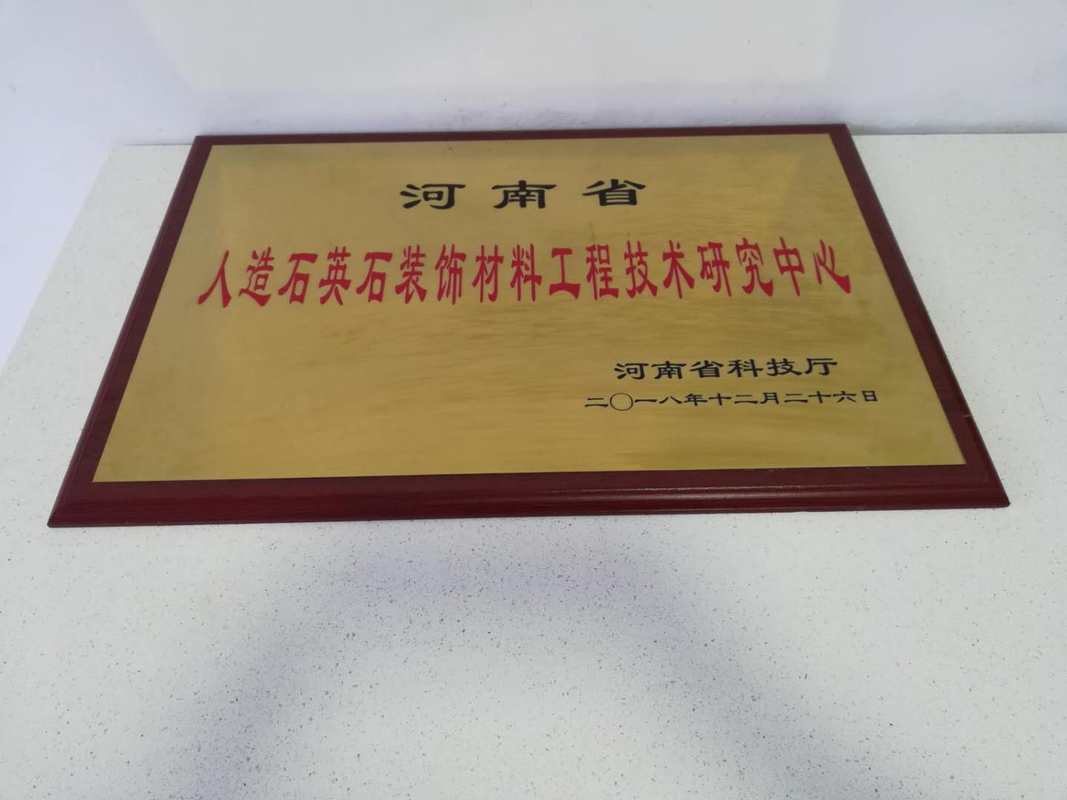 河南省
人造石英石装饰材料工程技术研究中心
河南省科技厅
二〇一八年十二月二十六日